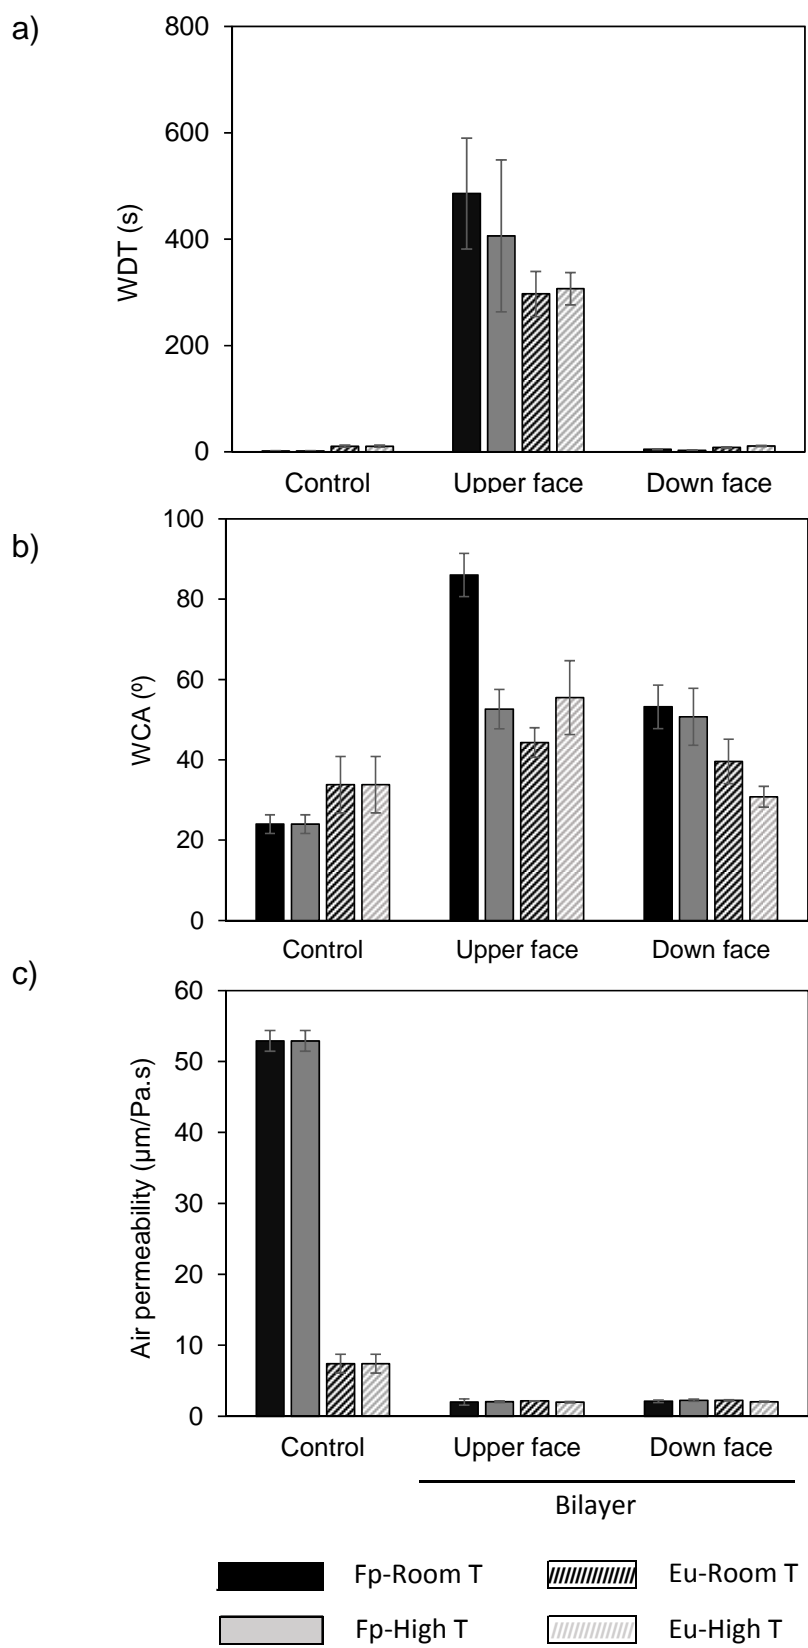 a)
800
600
400
200
0
WDT (s)
Control Upper face Down face
b)
100
80
60
40
20
0
WCA (º)
Control Upper face Down face
c)
60
50
40
30
20
10
0
Air permeability (µm/Pa.s)
Control Upper face Down face
Bilayer
Fp-Room T Eu-Room T
Fp-High T Eu-High T